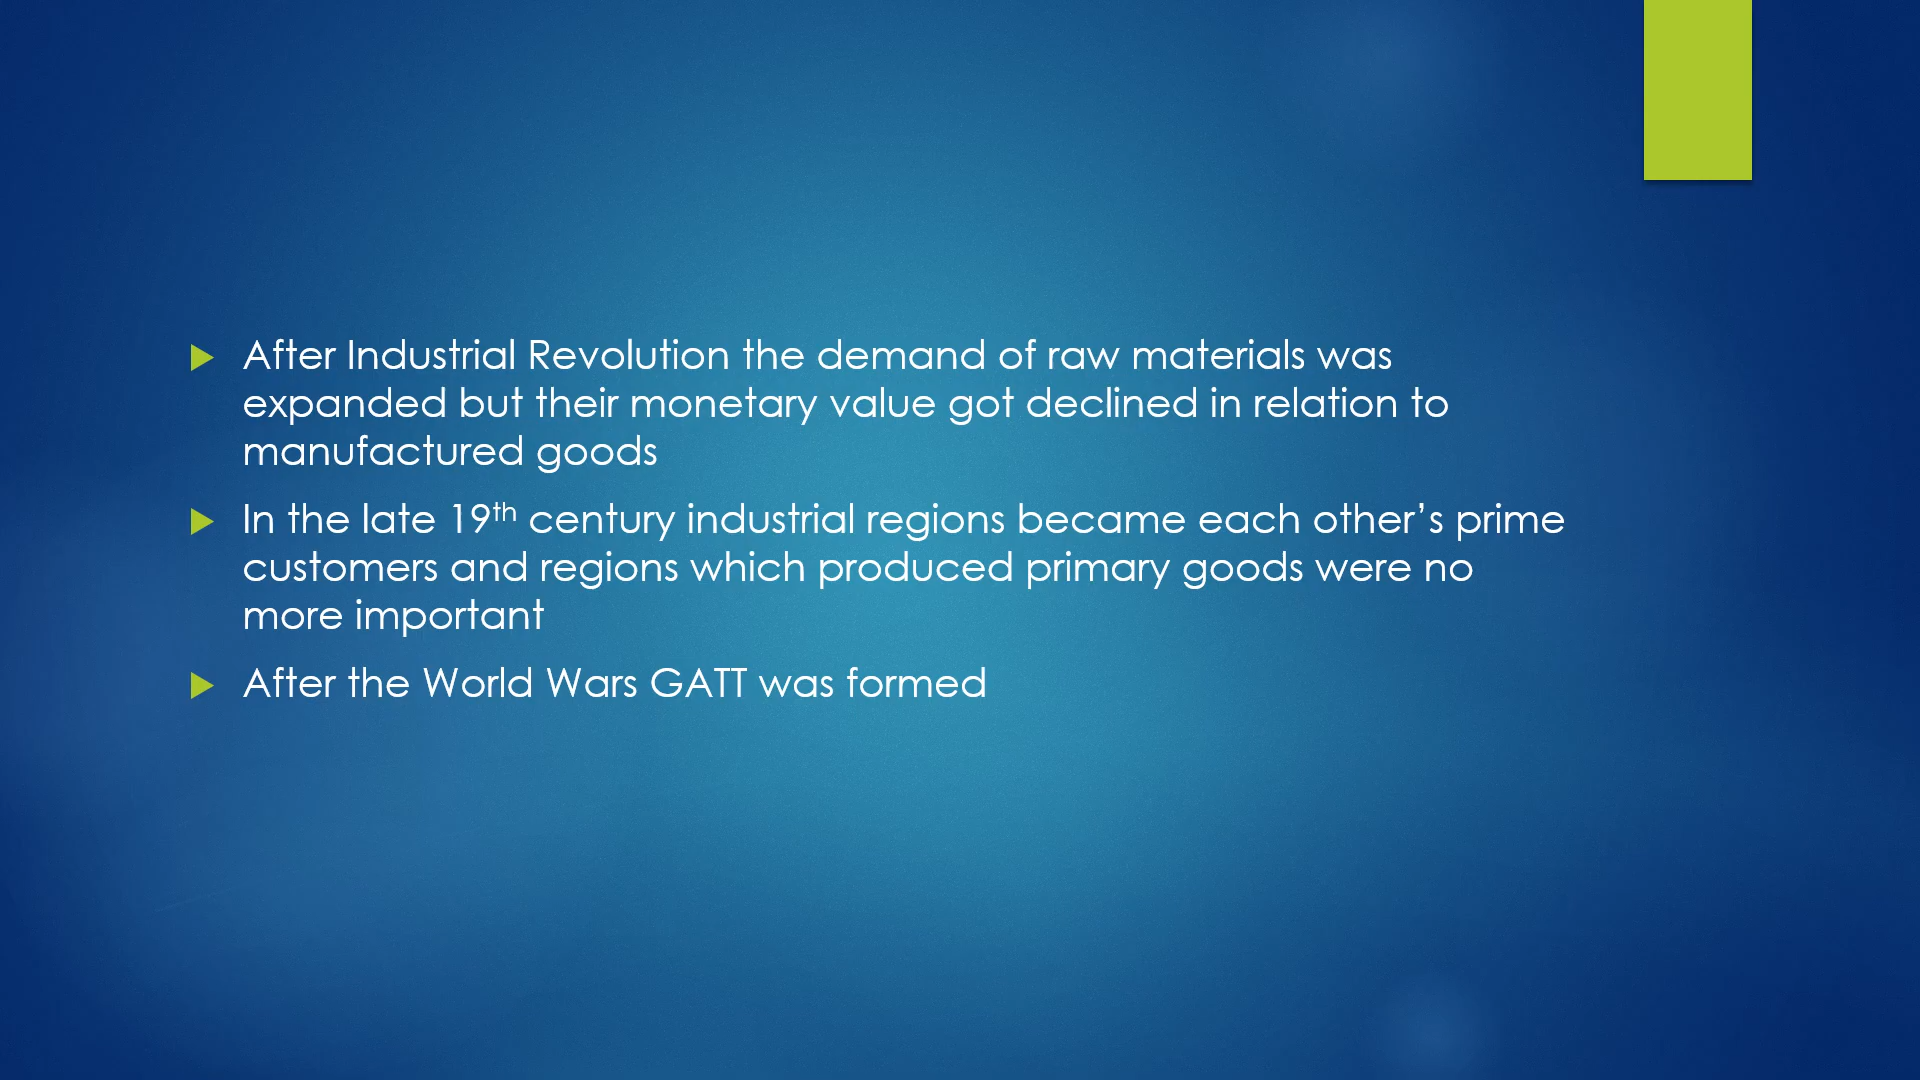 After Industrial Revolution the demand of raw materials was
expanded but their monetary value got declined in relation to
manufactured goods
In the late 19th century industrial regions became each other’s prime
customers and regions which produced primary goods were no
more important
After the World Wars GATT was formed